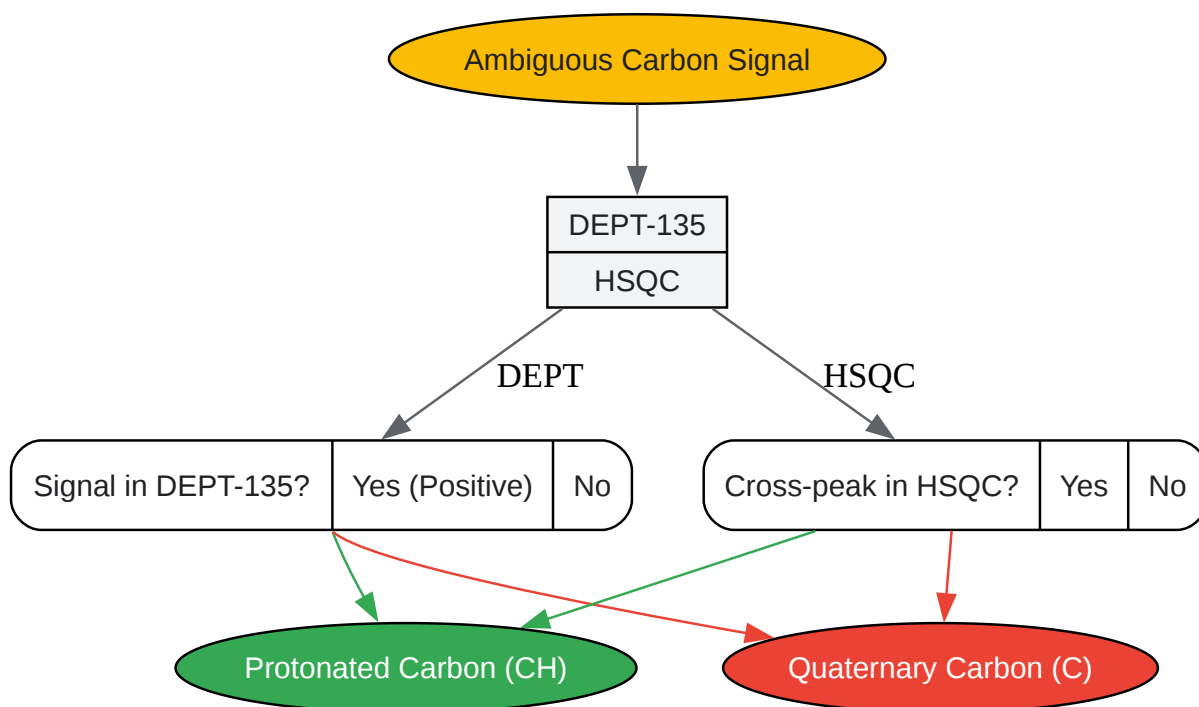 Ambiguous Carbon Signal
DEPT-135
HSQC
DEPT
HSQC
Signal in DEPT-135?
Yes (Positive)
No
Cross-peak in HSQC?
Yes
No
Protonated Carbon (CH)
Quaternary Carbon (C)